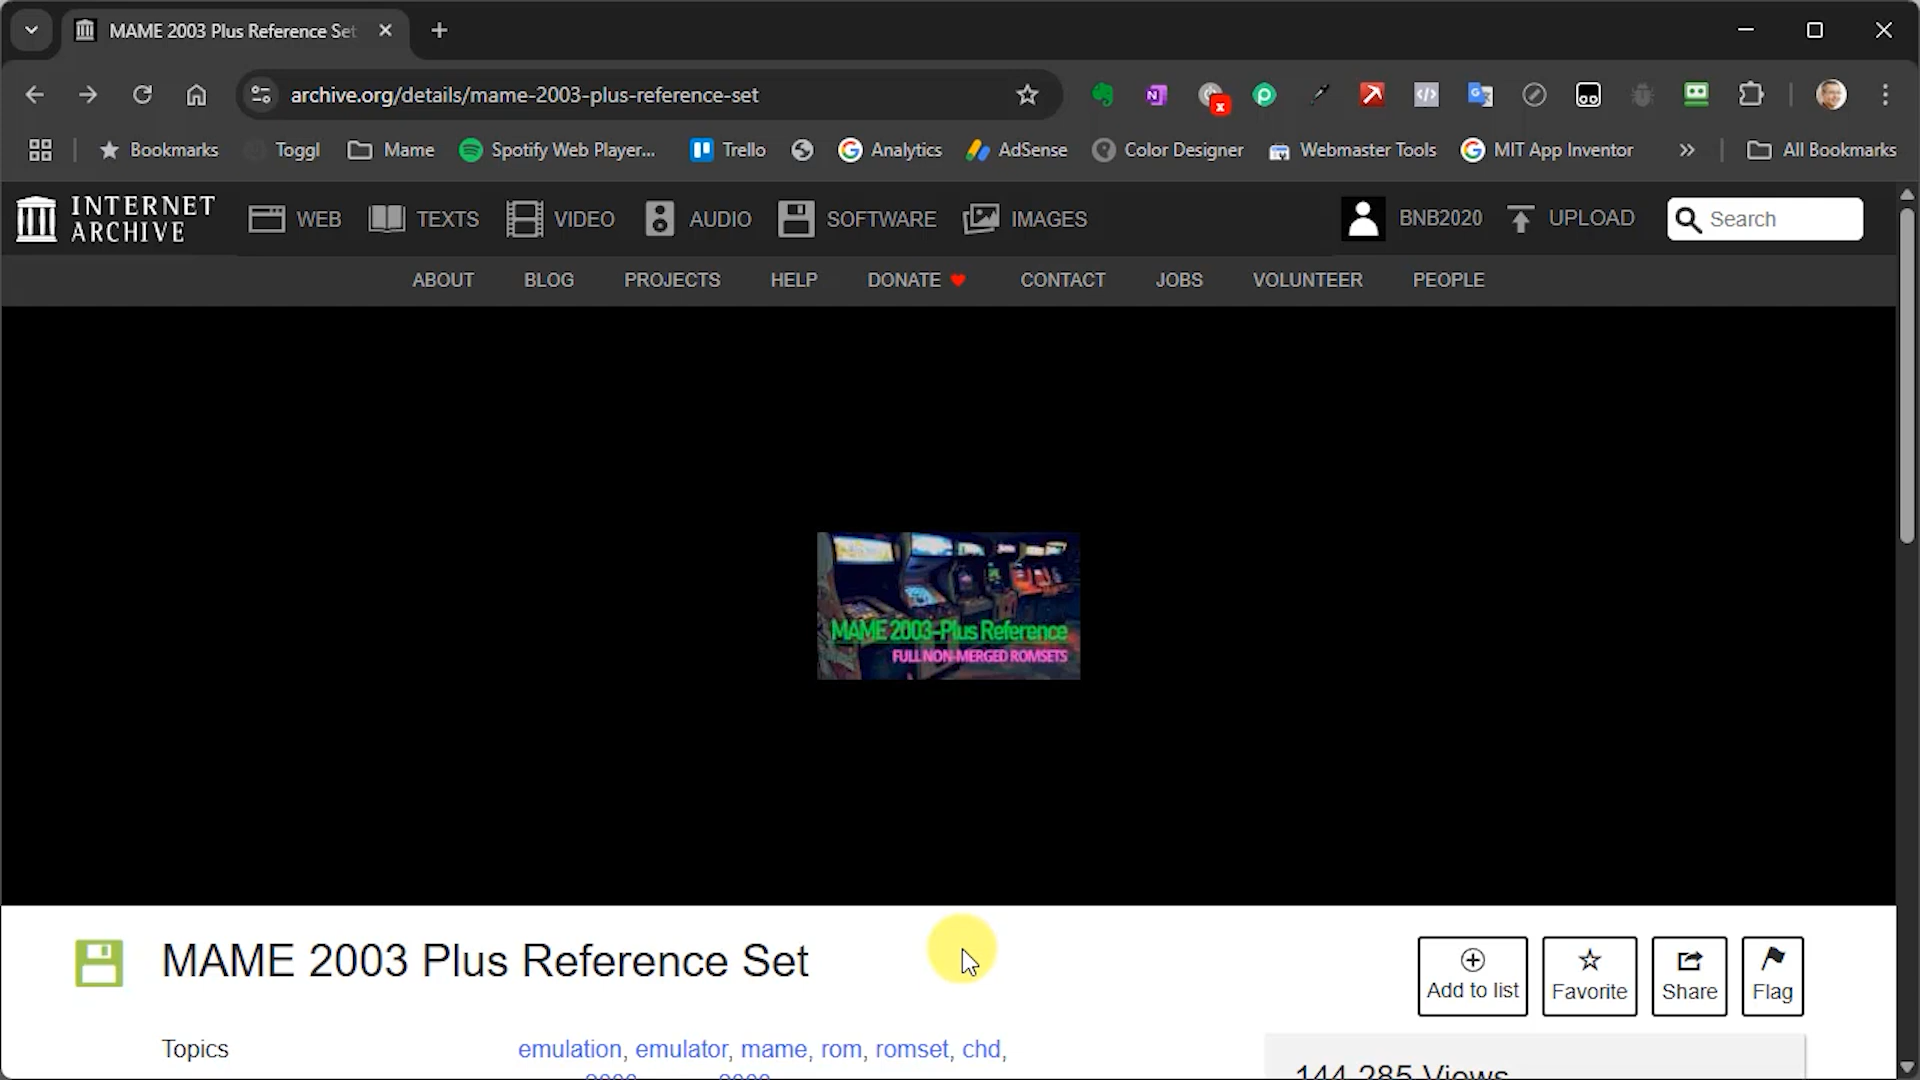 MAME 2003 Plus Reference Set
archive.org/details/mame-2003-plus-reference-set
Bookmarks
Toggl
Mame
Spotify Web Player...
Trello
Analytics
AdSense
Color Designer
Webmaster Tools
MIT App Inventor
All Bookmarks
INTERNET
ARCHIVE
WEB
TEXTS
VIDEO
AUDIO
SOFTWARE
IMAGES
BNB2020
UPLOAD
Search
ABOUT
BLOG
PROJECTS
HELP
DONATE
CONTACT
JOBS
VOLUNTEER
PEOPLE
MAME 2003-Plus Reference
FULL NON-MERGED ROMSETS
MAME 2003 Plus Reference Set
Add to list
Favorite
Share
Flag
Topics
emulation, emulator, mame, rom, romset, chd,
144,285 Views